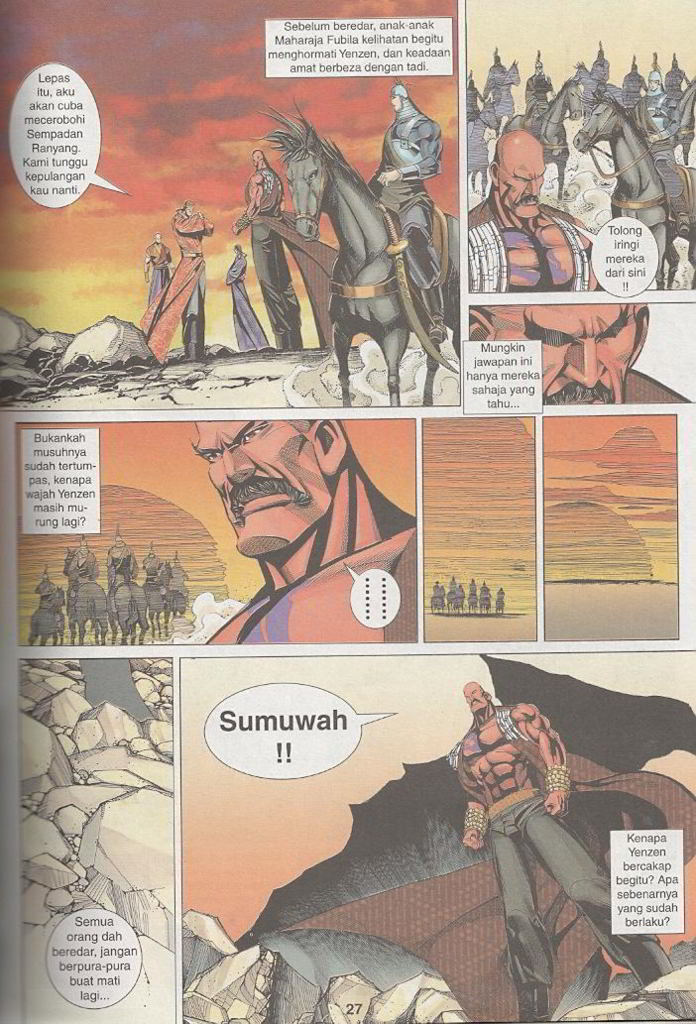 Sebelum beredar, anak-anak
Maharaja Fubila kelihatan begitu
menghormati Yenzen, dan keadaan
amat berbeza dengan tadi.
Lepas
itu, aku
akan cuba
mecerobohi
Sempadan
Ranyang.
Kami tunggu
kepulangan
kau nanti.
Tolong
iringi
mereka
dari sini
!!
Mungkin
jawapan ini
hanya mereka
sahaja yang
tahu...
Bukankah
musuhnya
sudah tertum-
pas, kenapa
wajah Yenzen
masih mu-
rung lagi?
Semua
orang dah
beredar, jangan
berpura-pura
buat mati
lagi...
Sumuwah
!!
Kenapa
Yenzen
bercakap
begitu? Apa
sebenarnya
yang sudah
berlaku?
27